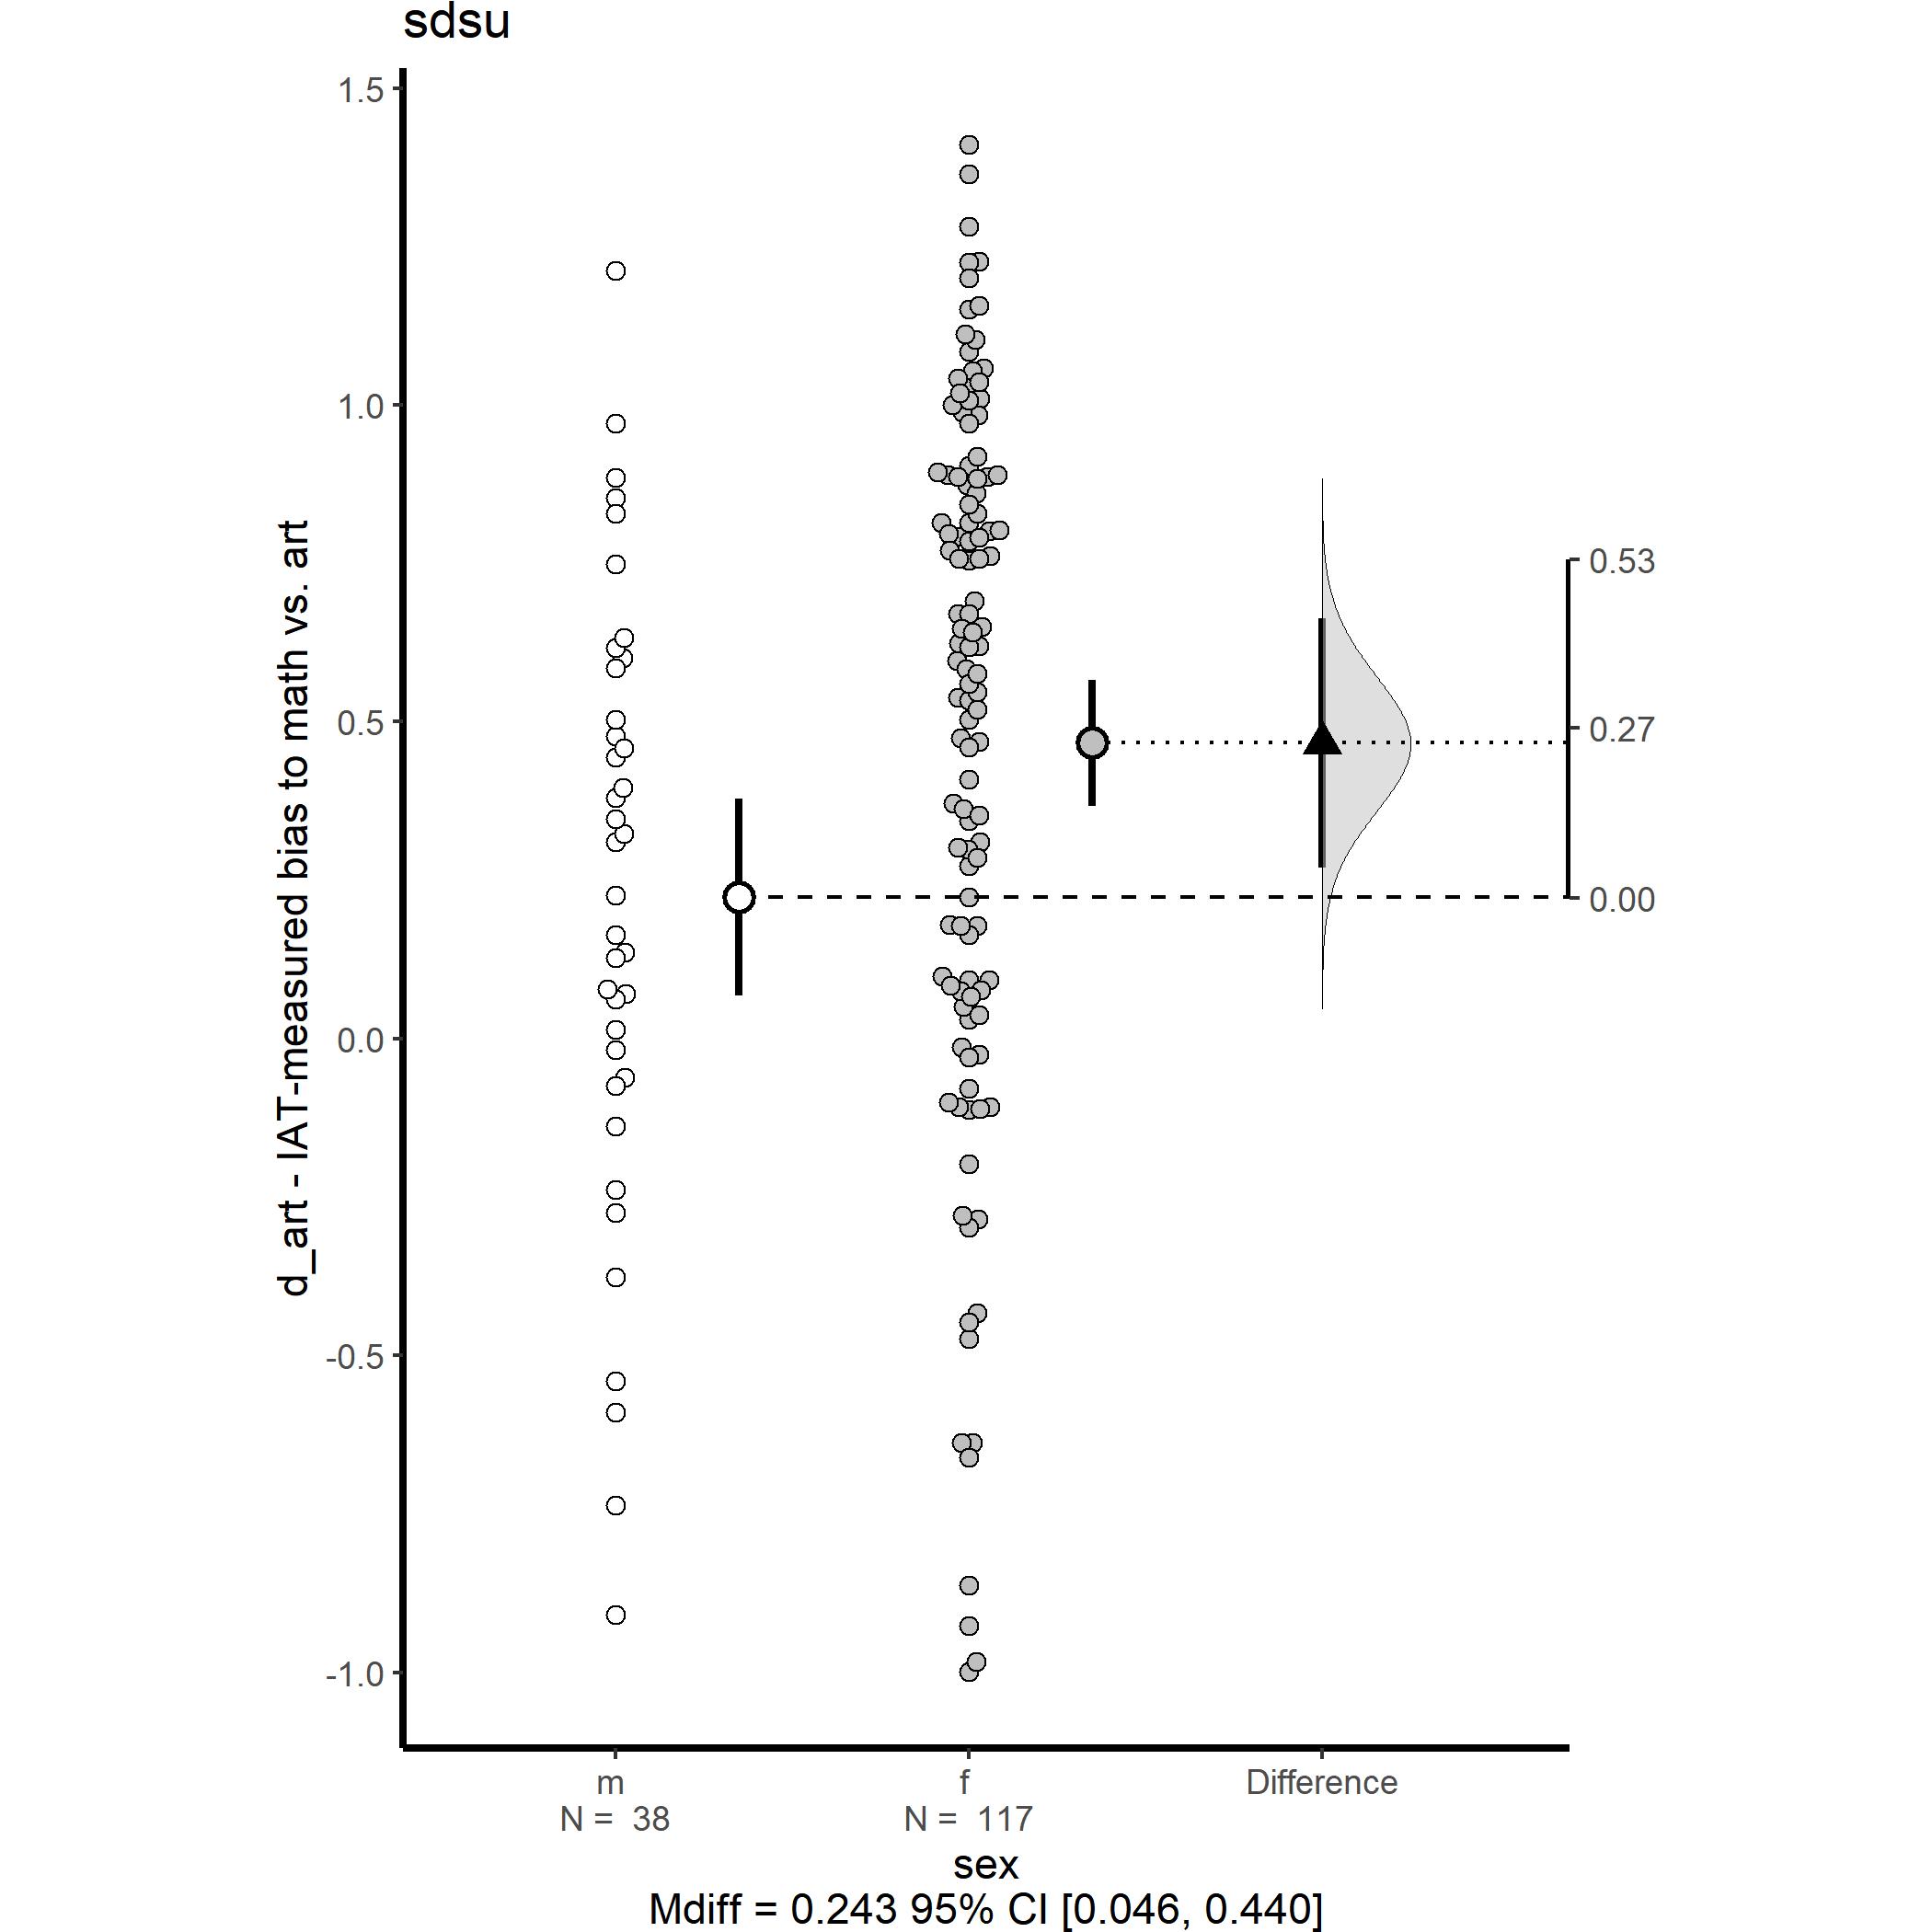 sdsu
d_art - IAT-measured bias to math vs. art
1.5
1.0
0.5
0.0
-0.5
-1.0
0.53
0.27
0.00
m
N =  38
f
N =  117
Difference
sex
Mdiff = 0.243 95% CI [0.046, 0.440]